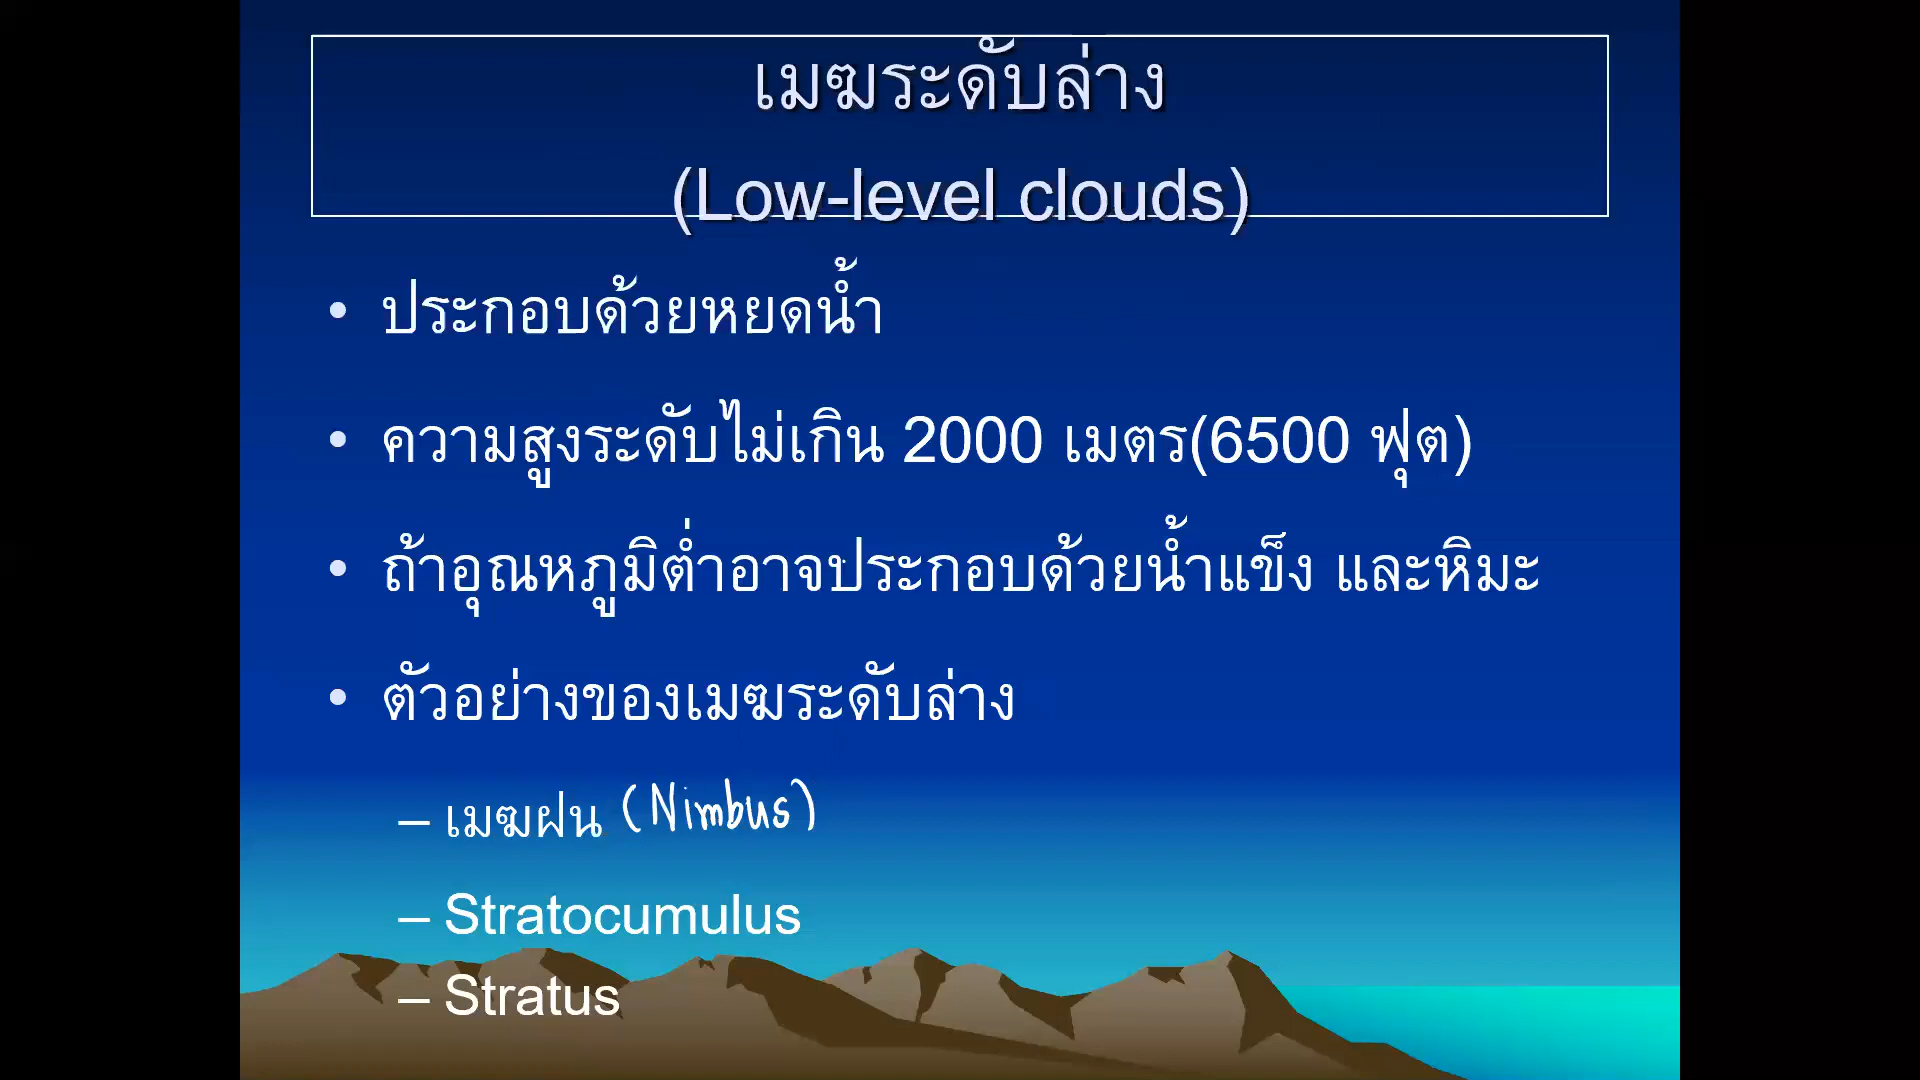 เมฆระดับล่าง
(Low-level clouds)
• ประกอบด้วยหยดน้ำ
• ความสูงระดับไม่เกิน 2000 เมตร(6500 ฟุต)
• ถ้าอุณหภูมิต่ำอาจประกอบด้วยน้ำแข็ง และหิมะ
• ตัวอย่างของเมฆระดับล่าง
– เมฆฝน (Nimbus)
– Stratocumulus
– Stratus